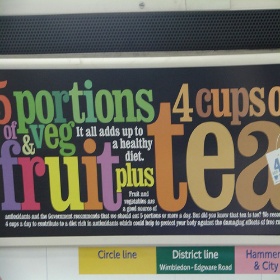 5 portions
of veg
& fruit
It all adds up to
a healthy
diet.
plus
4 cups o
tea
Fruit and
vegetables are
a good source of
antioxidants and the Government recommends that we should eat 5 portions or more a day. But did you know that tea is too? We recom
4 cups a day to contribute to a diet rich in antioxidants which could help to protect your body against the damaging effects of free ra
Circle line
District line
Wimbledon - Edgware Road
Hammers
& City